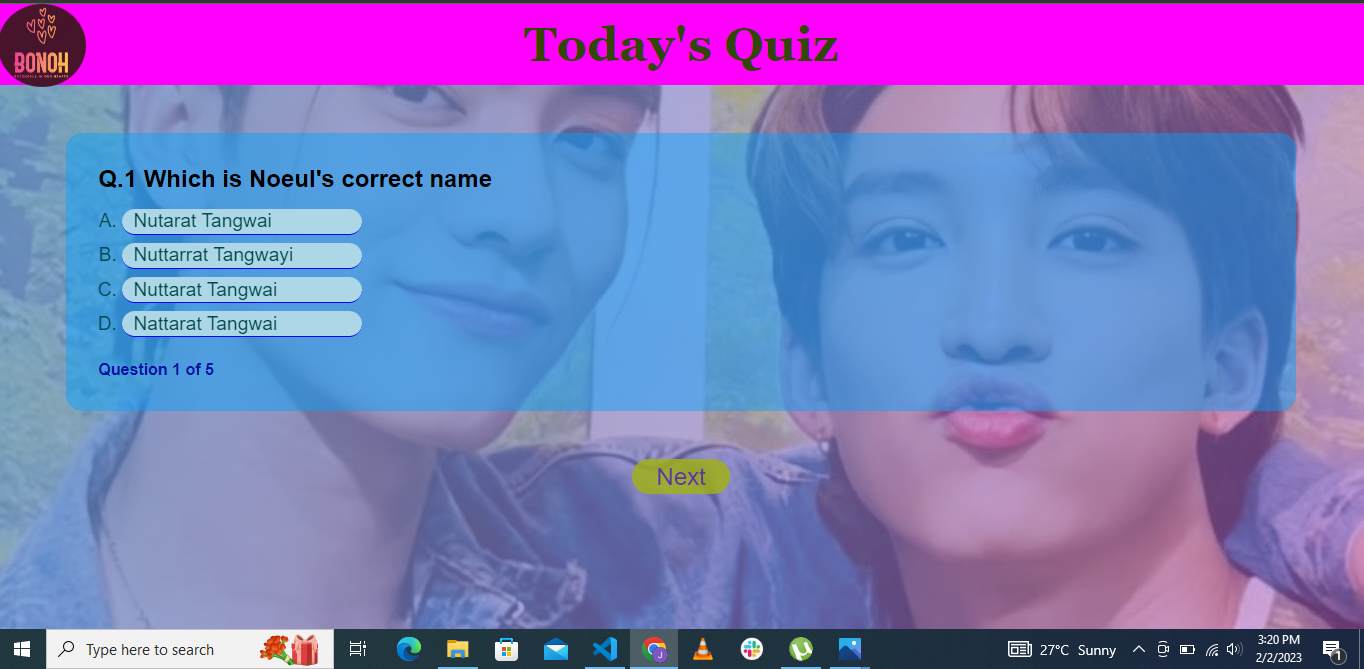 BONOH
Today's Quiz
Q.1 Which is Noeul's correct name
A. Nutarat Tangwai
B. Nuttarrat Tangwayi
C. Nuttarat Tangwai
D. Nattarat Tangwai
Question 1 of 5
Next
Type here to search
27°C Sunny
3:20 PM
2/2/2023
J
1